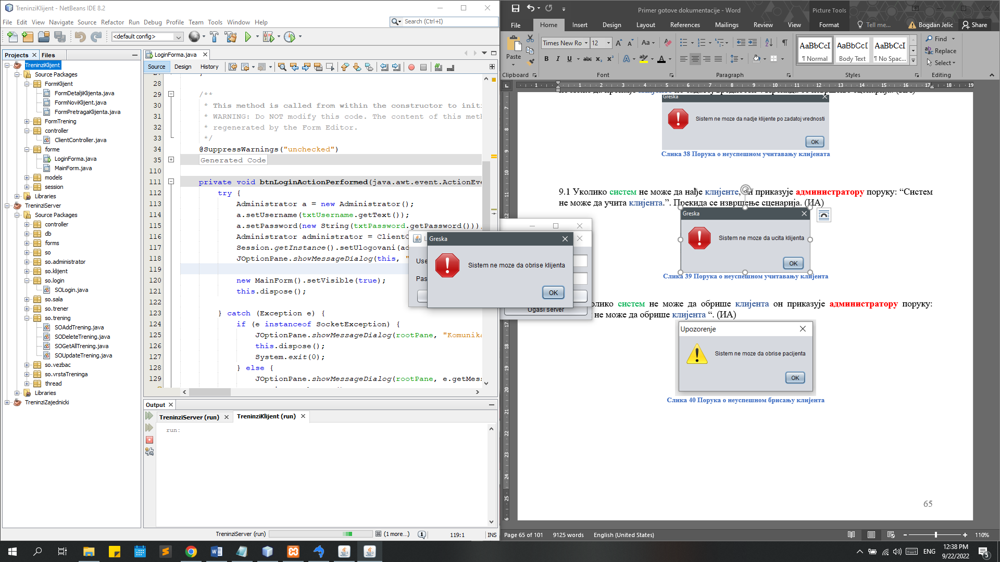 TreninziKlijent - NetBeans IDE 8.2
File Edit View Navigate Source Refactor Run Debug Profile Team Tools Window Help
Search (Ctrl+I)
<default config>
Projects Files
TreninziKlijent
Source Packages
FormKlijent
FormDetaljiKlijenta.java
FormNoviKlijent.java
FormPretragaKlijenta.java
FormTrening
controller
ClientController.java
forme
LoginForma.java
MainForm.java
models
session
Libraries
TreninziServer
Source Packages
controller
db
forms
so
so.administrator
so.klijent
so.login
SOLogin.java
so.sala
so.trener
so.trening
SOAddTrening.java
SODeleteTrening.java
SOGetAllTrening.java
SOUpdateTrening.java
so.vezbac
so.vrstaTreninga
thread
Libraries
TreninziZajednicki
LoginForma.java
Source Design History
28
29 /**
30 * This method is called from within the constructor to init
31 * WARNING: Do NOT modify this code. The content of this met
32 * regenerated by the Form Editor.
33 */
34 @SuppressWarnings("unchecked")
35 Generated Code
110
111 private void btnLoginActionPerformed(java.awt.event.ActionEve
112 try {
113 Administrator a = new Administrator();
114 a.setUsername(txtUsername.getText());
115 a.setPassword(new String(txtPassword.getPassword()));
116 Administrator administrator = ClientC
117 Session.getInstance().setUlogovani(ad
118 JOptionPane.showMessageDialog(this, "
119
120 new MainForm().setVisible(true);
121 this.dispose();
122
123 } catch (Exception e) {
124 if (e instanceof SocketException) {
125 JOptionPane.showMessageDialog(rootPane, "Komunika
126 this.dispose();
127 System.exit(0);
128 } else {
129 JOptionPane.showMessageDialog(rootPane, e.getMess
Output
TreninziServer (run) TreninziKlijent (run)
run:
TreninziServer (run) (1 more...) 1 119:1 INS
Use
Pas
Ugasi server
Greska
Sistem ne moze da obrise klijenta
OK
Primer gotove dokumentacije - Word Picture Tools
File Home Insert Design Layout References Mailings Review View Format Tell me... Bogdan Jelic Share
Paste
Times New Ro 12
Aa
B I U abc x₂ x² A A
AaBbCcI AaBbCcI AaBbCcI
¶ Normal Body Text ¶ No Spac...
Find
Replace
Select
Clipboard Font Paragraph Styles Editing
Greska
Sistem ne moze da nadje klijente po zadatoj vrednosti
OK
Слика 38 Порука о неуспешном учитавању клијената
9.1 Уколико систем не може да нађе клијенте, он приказује администратору поруку: “Систем
не може да учита клијента.”. Прекида се извршење сценарија. (ИА)
Greska
Sistem ne moze da ucita klijenta
OK
Слика 39 Порука о неуспешном учитавању клијента
олико систем не може да обрише клијента он приказује администратору поруку:
не може да обрише клијента “. (ИА)
Upozorenje
Sistem ne moze da obrise pacijenta
OK
Слика 40 Порука о неуспешном брисању клијента
65
Page 65 of 101 9125 words English (United States) 110%
ENG
12:38 PM
9/22/2022
5